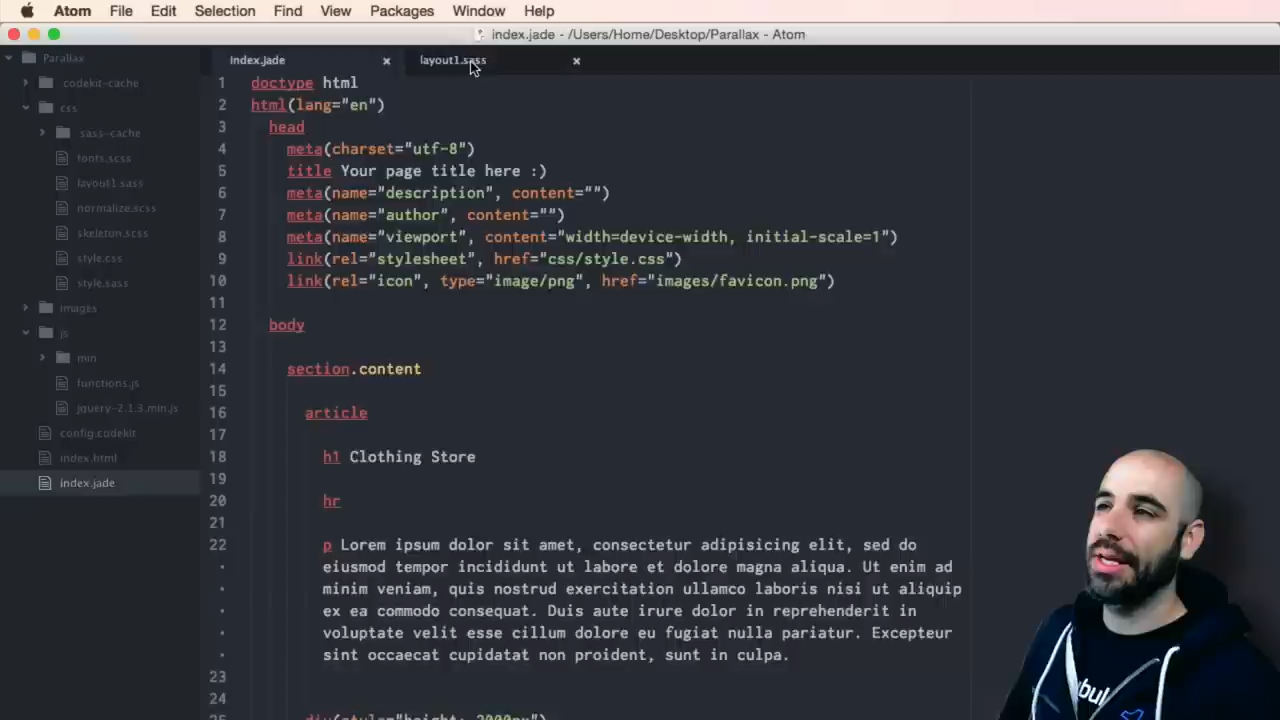 Atom File Edit Selection Find View Packages Window Help
index.jade - /Users/Home/Desktop/Parallax - Atom
Parallax
codekit-cache
css
sass-cache
fonts.scss
layout1.sass
normalize.scss
skeleton.scss
style.css
style.sass
images
js
min
functions.js
jquery-2.1.3.min.js
config.codekit
index.html
index.jade
index.jade
layout1.sass
1 doctype html
2 html(lang="en")
3 head
4 meta(charset="utf-8")
5 title Your page title here :)
6 meta(name="description", content="")
7 meta(name="author", content="")
8 meta(name="viewport", content="width=device-width, initial-scale=1")
9 link(rel="stylesheet", href="css/style.css")
10 link(rel="icon", type="image/png", href="images/favicon.png")
11
12 body
13
14 section.content
15
16 article
17
18 h1 Clothing Store
19
20 hr
21
22 p Lorem ipsum dolor sit amet, consectetur adipisicing elit, sed do
eiusmod tempor incididunt ut labore et dolore magna aliqua. Ut enim ad
minim veniam, quis nostrud exercitation ullamco laboris nisi ut aliquip
ex ea commodo consequat. Duis aute irure dolor in reprehenderit in
voluptate velit esse cillum dolore eu fugiat nulla pariatur. Excepteur
sint occaecat cupidatat non proident, sunt in culpa.
23
24
25 div(style="height: 2000px")